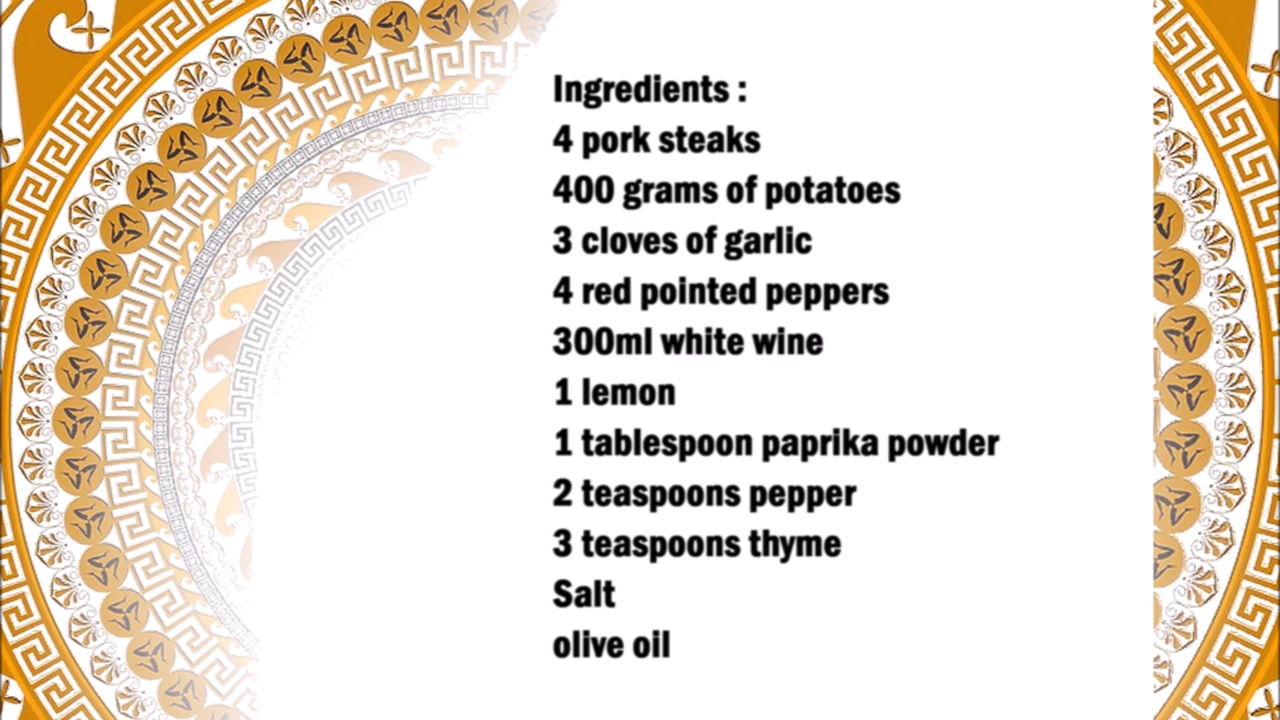 Ingredients :
4 pork steaks
400 grams of potatoes
3 cloves of garlic
4 red pointed peppers
300ml white wine
1 lemon
1 tablespoon paprika powder
2 teaspoons pepper
3 teaspoons thyme
Salt
olive oil